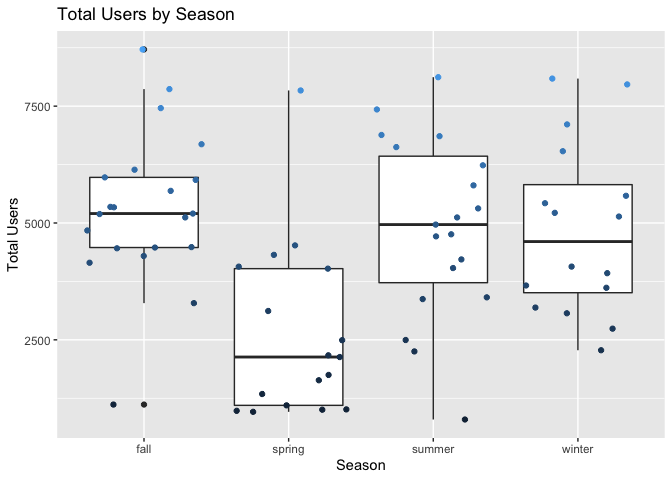 Total Users by Season
Total Users
7500
5000
2500
fall spring summer winter
Season